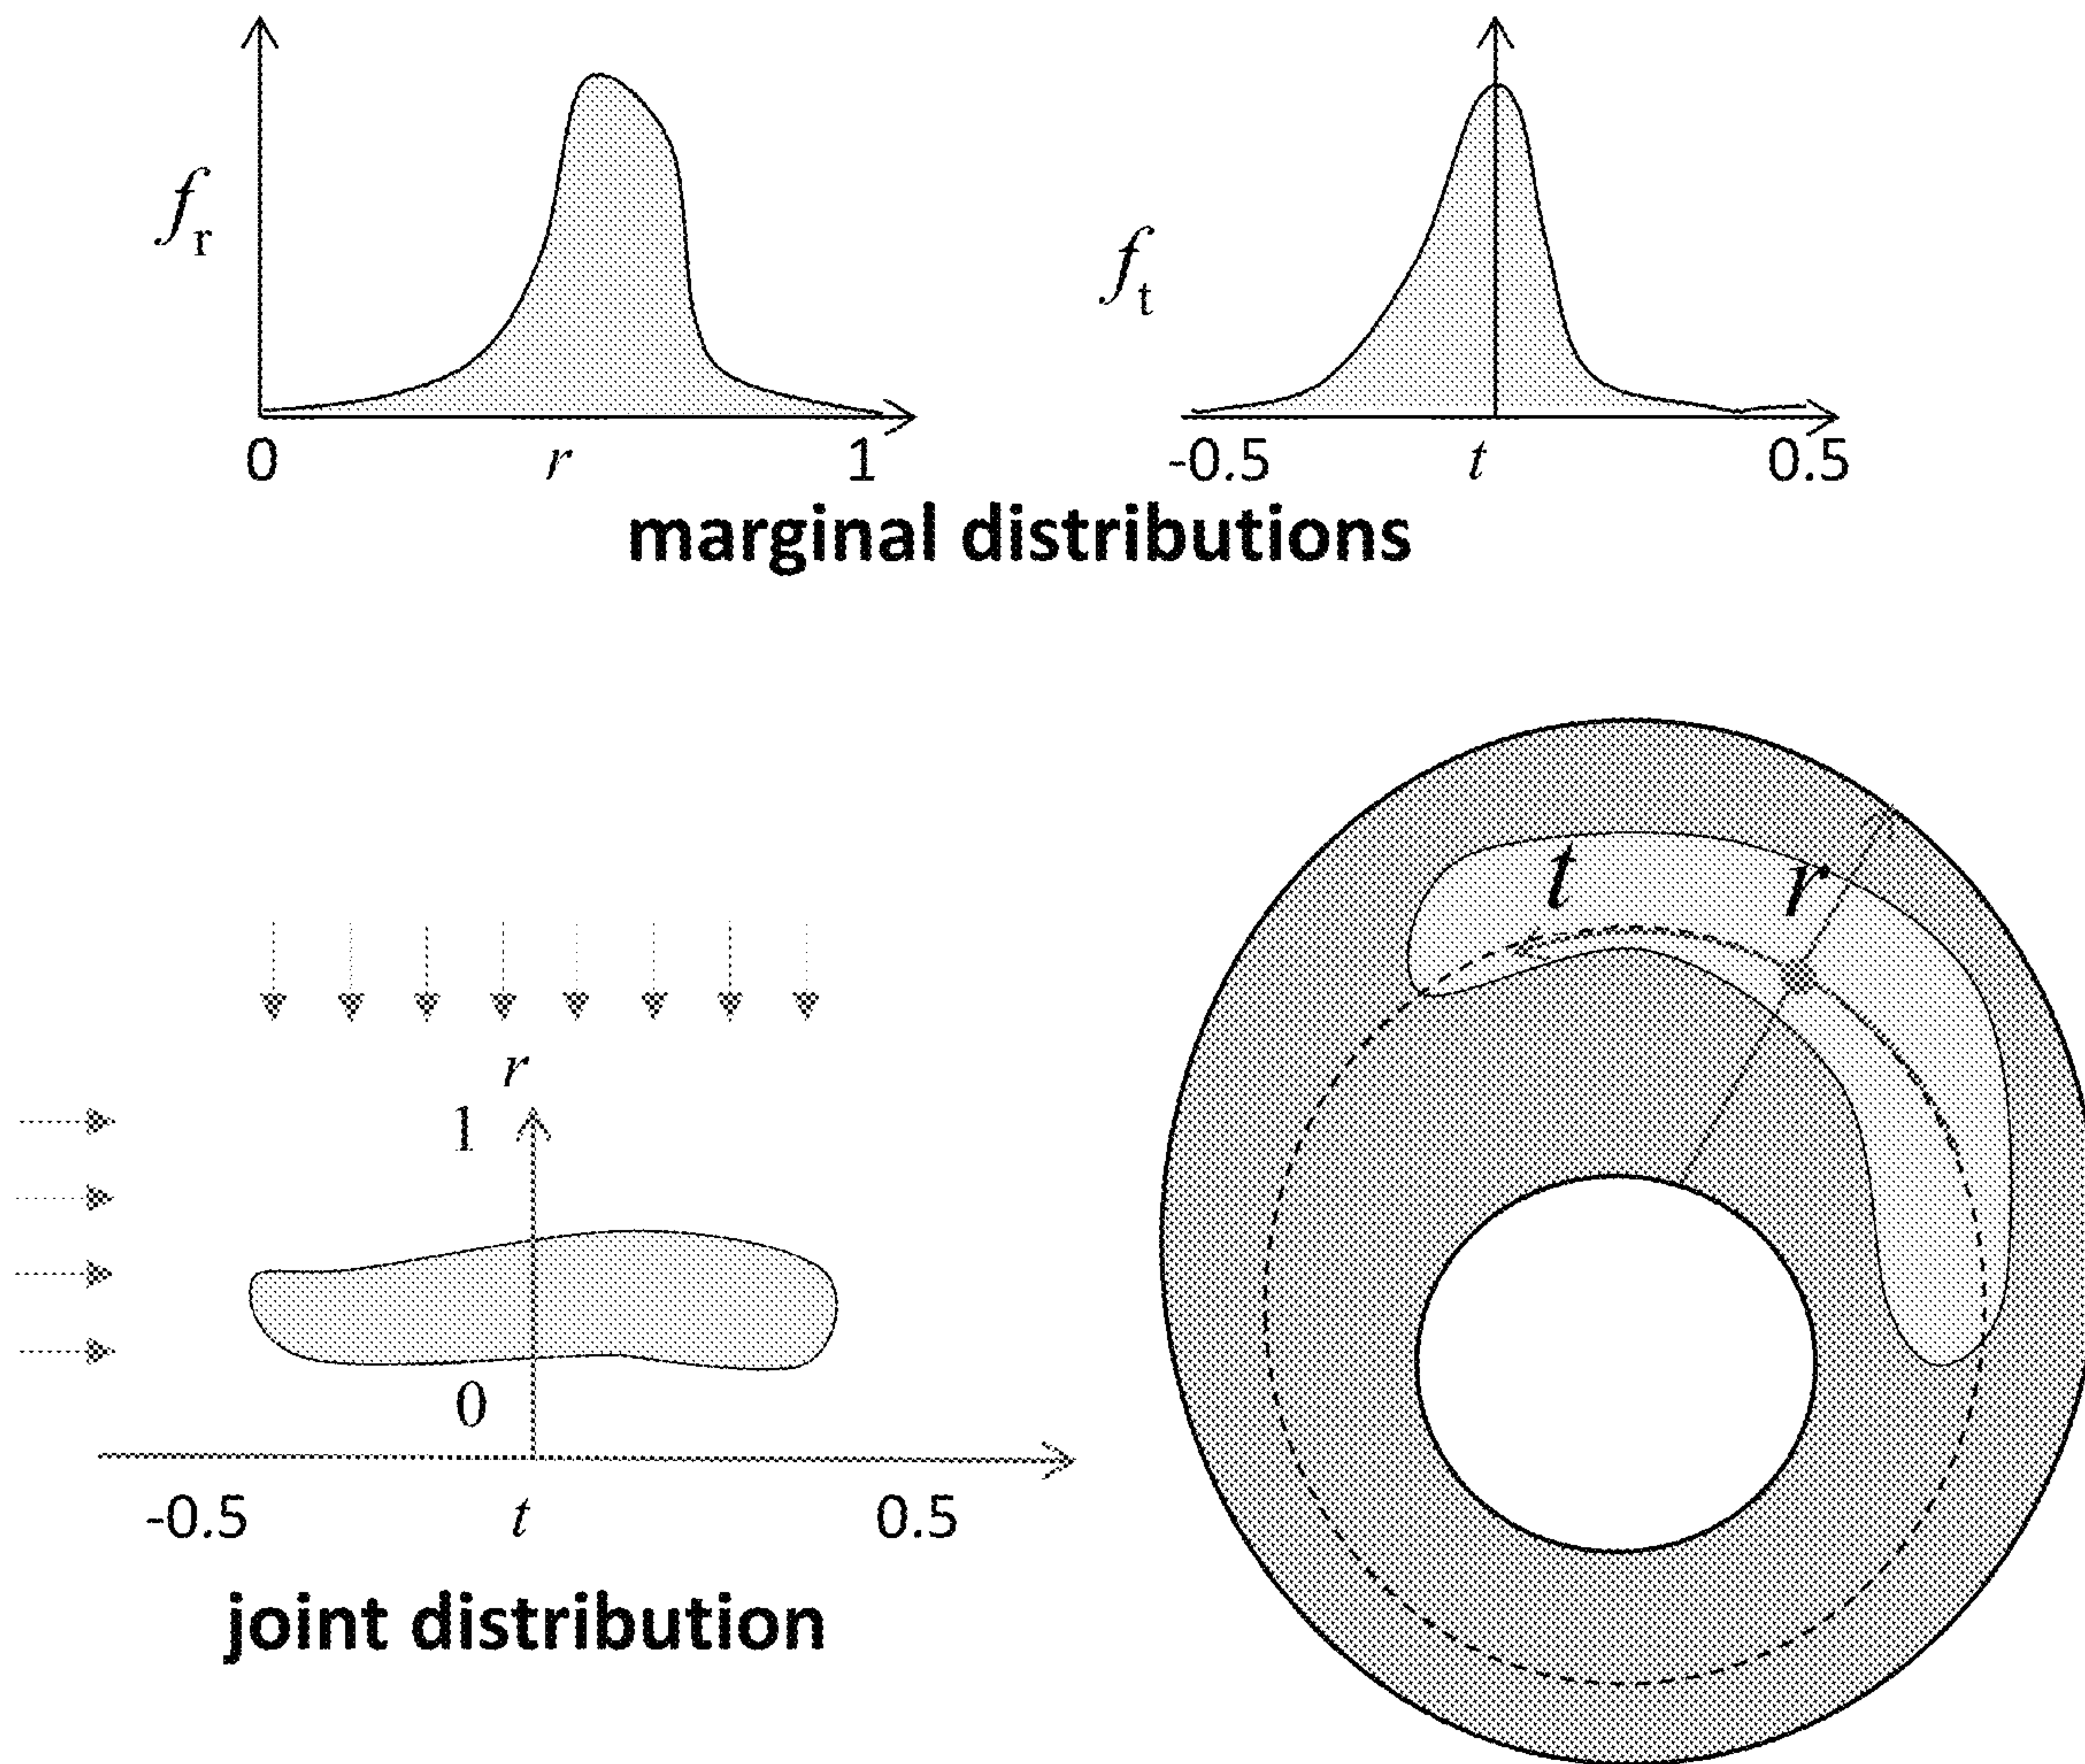 f_r
f_t
0 r 1
-0.5 t 0.5
marginal distributions
t r
r
1
0
-0.5 t 0.5
joint distribution